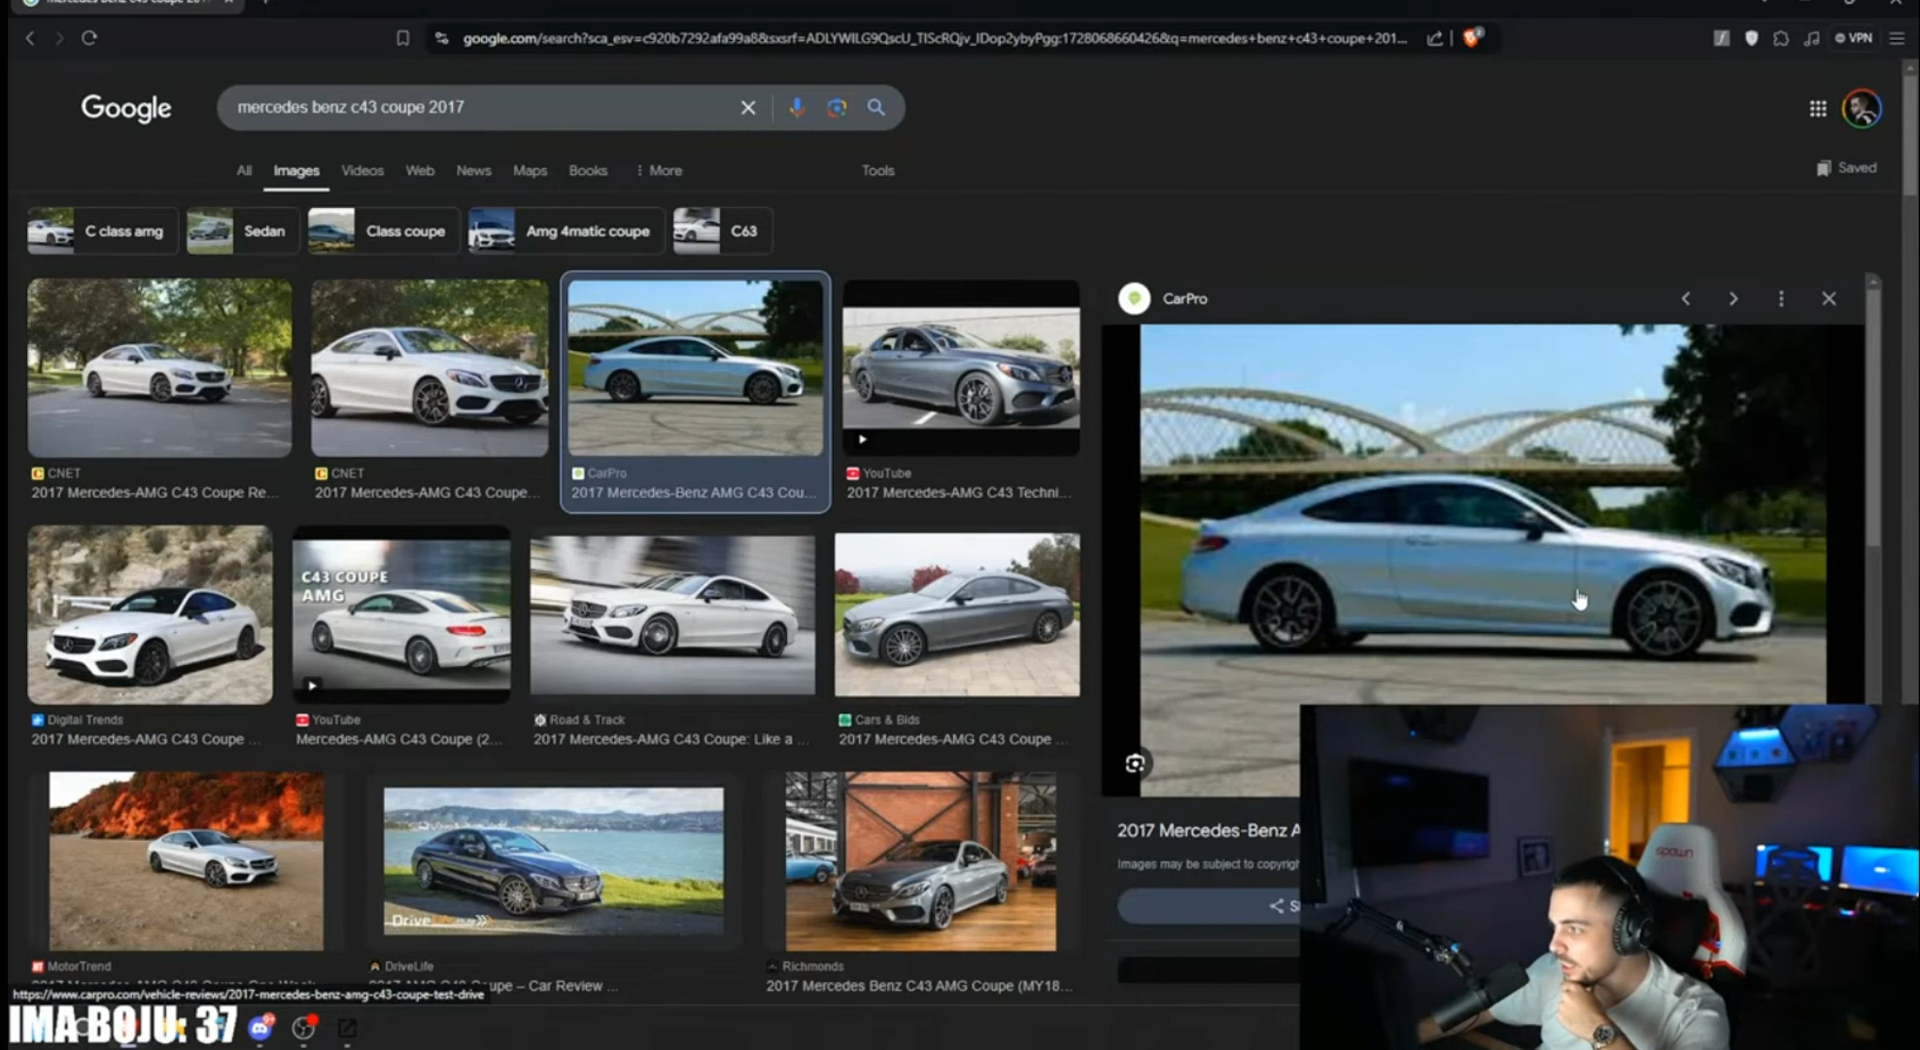 google.com/search?sca_esv=c920b7292afa99a8&sxsrf=ADLYWILG9QscU_TIScRQjv_IDop2ybyPgg:1728068660426&q=mercedes+benz+c43+coupe+201...
VPN
Google
mercedes benz c43 coupe 2017
All Images Videos Web News Maps Books More Tools
Saved
C class amg Sedan Class coupe Amg 4matic coupe C63
CarPro
CNET CNET CarPro YouTube
2017 Mercedes-AMG C43 Coupe Re... 2017 Mercedes-AMG C43 Coupe... 2017 Mercedes-Benz AMG C43 Cou... 2017 Mercedes-AMG C43 Techni...
C43 COUPE
AMG
Digital Trends YouTube Road & Track Cars & Bids
2017 Mercedes-AMG C43 Coupe ... Mercedes-AMG C43 Coupe (2... 2017 Mercedes-AMG C43 Coupe: Like a ... 2017 Mercedes-AMG C43 Coupe ...
2017 Mercedes-Benz A
Images may be subject to copyrigh
spawn
MotorTrend DriveLife Richmonds
upe – Car Review ... 2017 Mercedes Benz C43 AMG Coupe (MY18...
https://www.carpro.com/vehicle-reviews/2017-mercedes-benz-amg-c43-coupe-test-drive
IMA BOJU: 37